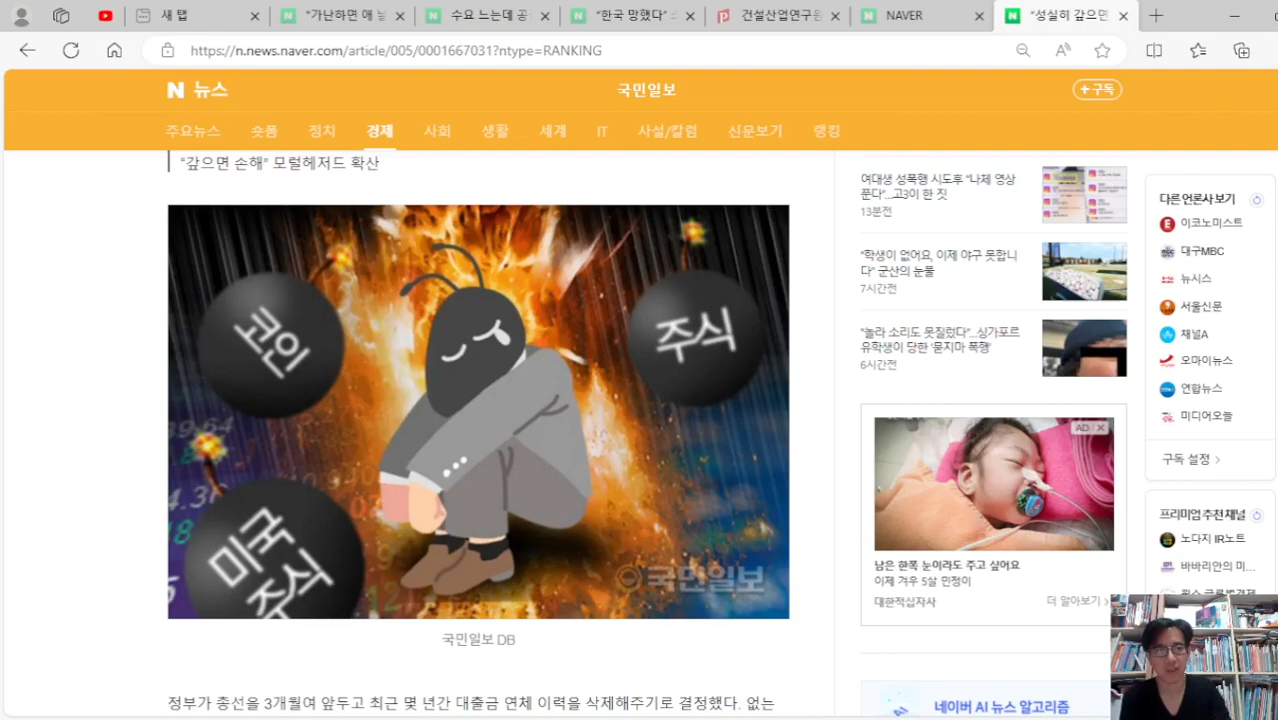 새 탭
"가난하면 애 낳
수요 느는데 공
"한국 망했다"
건설산업연구원
NAVER
"성실히 갚으면
https://n.news.naver.com/article/005/0001667031?ntype=RANKING
N 뉴스
국민일보
+구독
주요뉴스 숏폼 정치 경제 사회 생활 세계 IT 사설/칼럼 신문보기 랭킹
"갚으면 손해" 모럴헤저드 확산
코인
주식
미국
주식
국민일보
국민일보 DB
정부가 총선을 3개월여 앞두고 최근 몇 년간 대출금 연체 이력을 삭제해주기로 결정했다. 없는
여대생 성폭행 시도후 "나체 영상
푼다"...고3이 한 짓
13분전
"학생이 없어요, 이제 야구 못합니
다" 군산의 눈물
7시간전
"놀라 소리도 못질렀다"...싱가포르
유학생이 당한 '묻지마 폭행'
6시간전
AD X
남은 한쪽 눈이라도 주고 싶어요
이제 겨우 5살 민정이
대한적십자사
더 알아보기 >
네이버 AI 뉴스 알고리즘
다른 언론사 보기
이코노미스트
대구MBC
뉴시스
서울신문
채널A
오마이뉴스
연합뉴스
미디어오늘
구독 설정 >
프리미엄 추천 채널
노다지 IR노트
바바리안의 미...